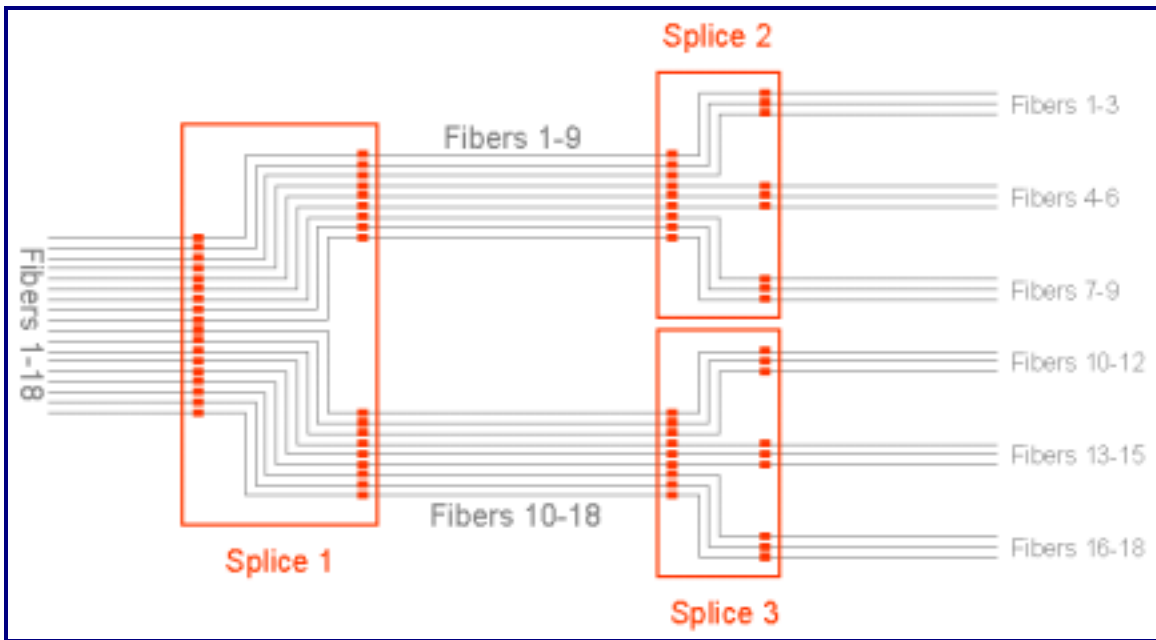 Splice 2
Fibers 1-3
Fibers 1-9
Fibers 4-6
Fibers 1-18
Fibers 7-9
Fibers 10-12
Fibers 13-15
Fibers 10-18
Fibers 16-18
Splice 1
Splice 3